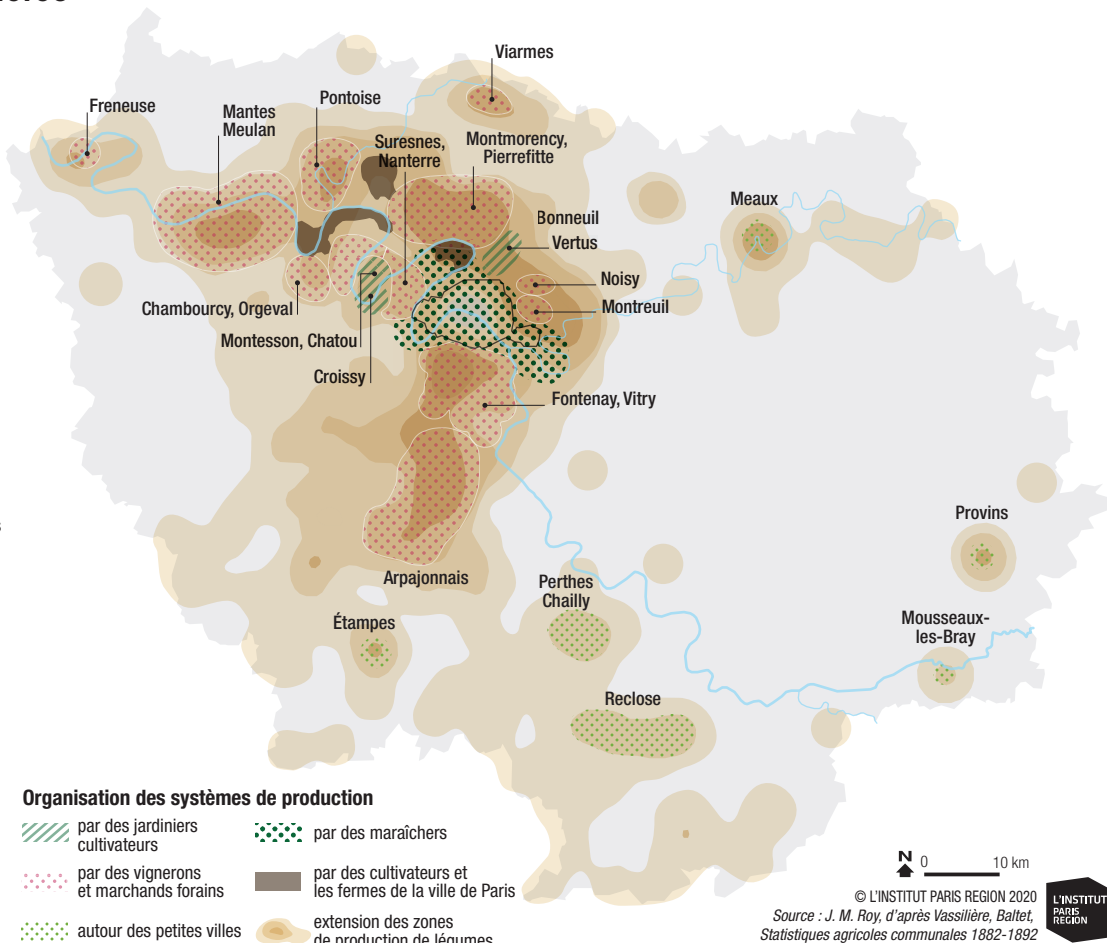 Viarmes
Freneuse
Mantes
Meulan
Pontoise
Suresnes,
Nanterre
Montmorency,
Pierrefitte
Bonneuil
Vertus
Meaux
Noisy
Montreuil
Chambourcy, Orgeval
Montesson, Chatou
Croissy
Fontenay, Vitry
Provins
Arpajonnais
Perthes
Chailly
Étampes
Mousseaux-
les-Bray
Reclose
Organisation des systèmes de production
par des jardiniers
cultivateurs
par des maraîchers
par des vignerons
et marchands forains
par des cultivateurs et
les fermes de la ville de Paris
autour des petites villes
extension des zones
de production de légumes
N 0 10 km
© L'INSTITUT PARIS REGION 2020
Source : J. M. Roy, d'après Vassilière, Baltet,
Statistiques agricoles communales 1882-1892
L'INSTITUT
PARIS
REGION